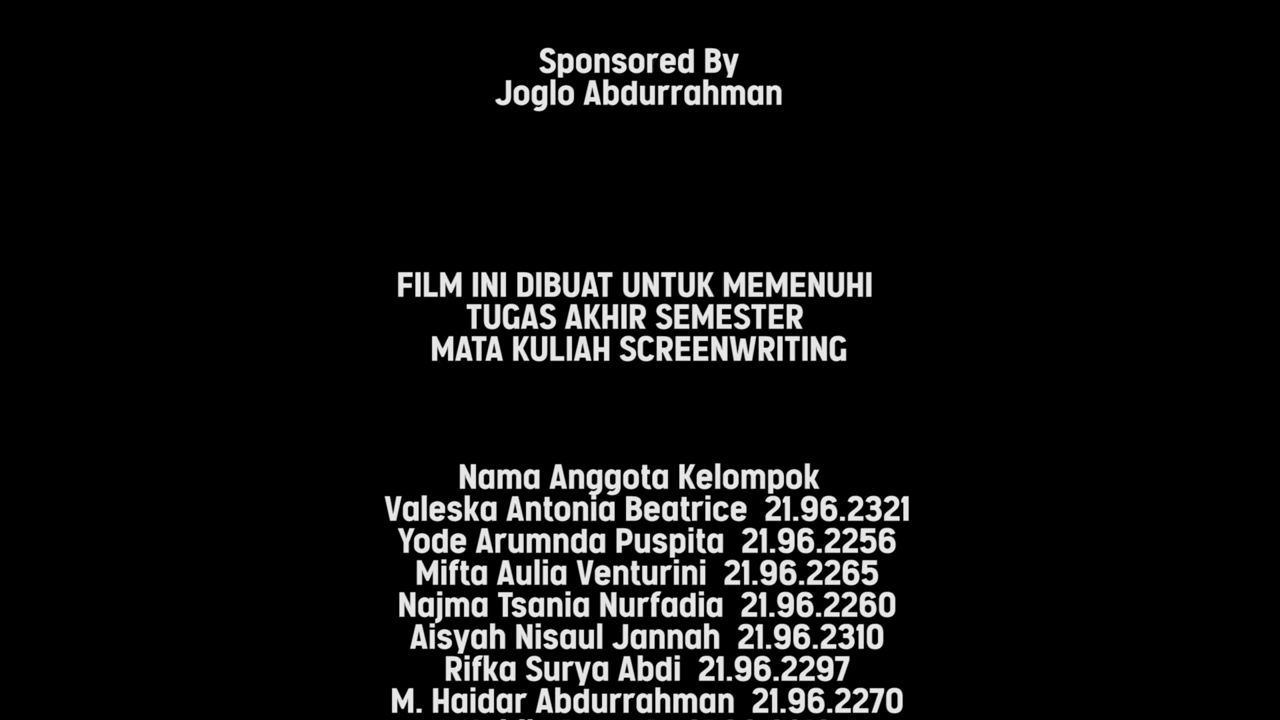 Sponsored By
Joglo Abdurrahman
FILM INI DIBUAT UNTUK MEMENUHI
TUGAS AKHIR SEMESTER
MATA KULIAH SCREENWRITING
Nama Anggota Kelompok
Valeska Antonia Beatrice 21.96.2321
Yode Arumnda Puspita 21.96.2256
Mifta Aulia Venturini 21.96.2265
Najma Tsania Nurfadia 21.96.2260
Aisyah Nisaul Jannah 21.96.2310
Rifka Surya Abdi 21.96.2297
M. Haidar Abdurrahman 21.96.2270